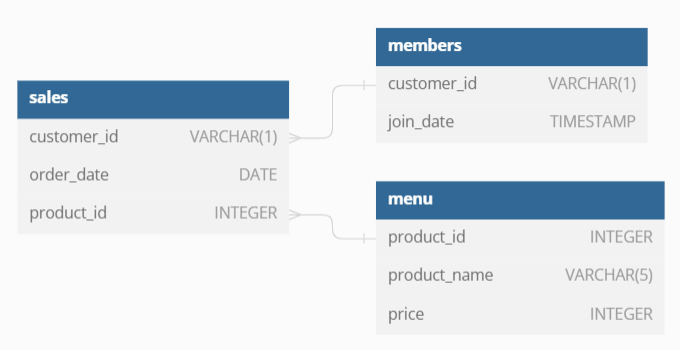 sales
customer_id VARCHAR(1)
order_date DATE
product_id INTEGER
members
customer_id VARCHAR(1)
join_date TIMESTAMP
menu
product_id INTEGER
product_name VARCHAR(5)
price INTEGER